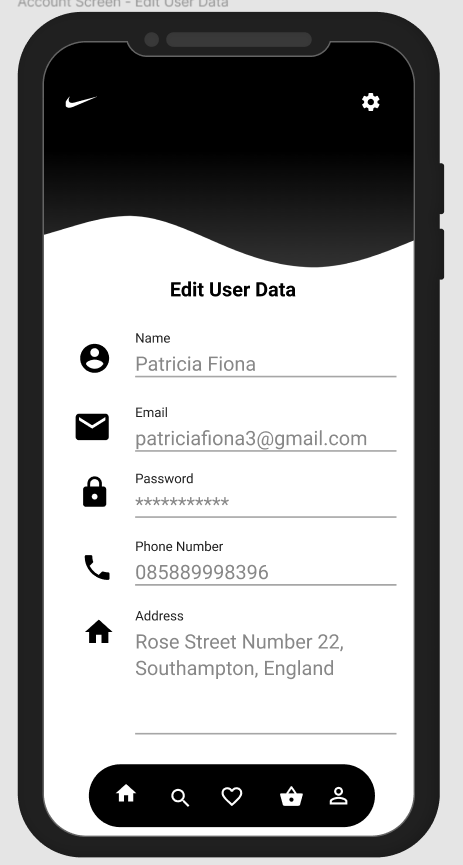 Account Screen - Edit User Data
Edit User Data
Name
Patricia Fiona
Email
patriciafiona3@gmail.com
Password
***********
Phone Number
085889998396
Address
Rose Street Number 22,
Southampton, England